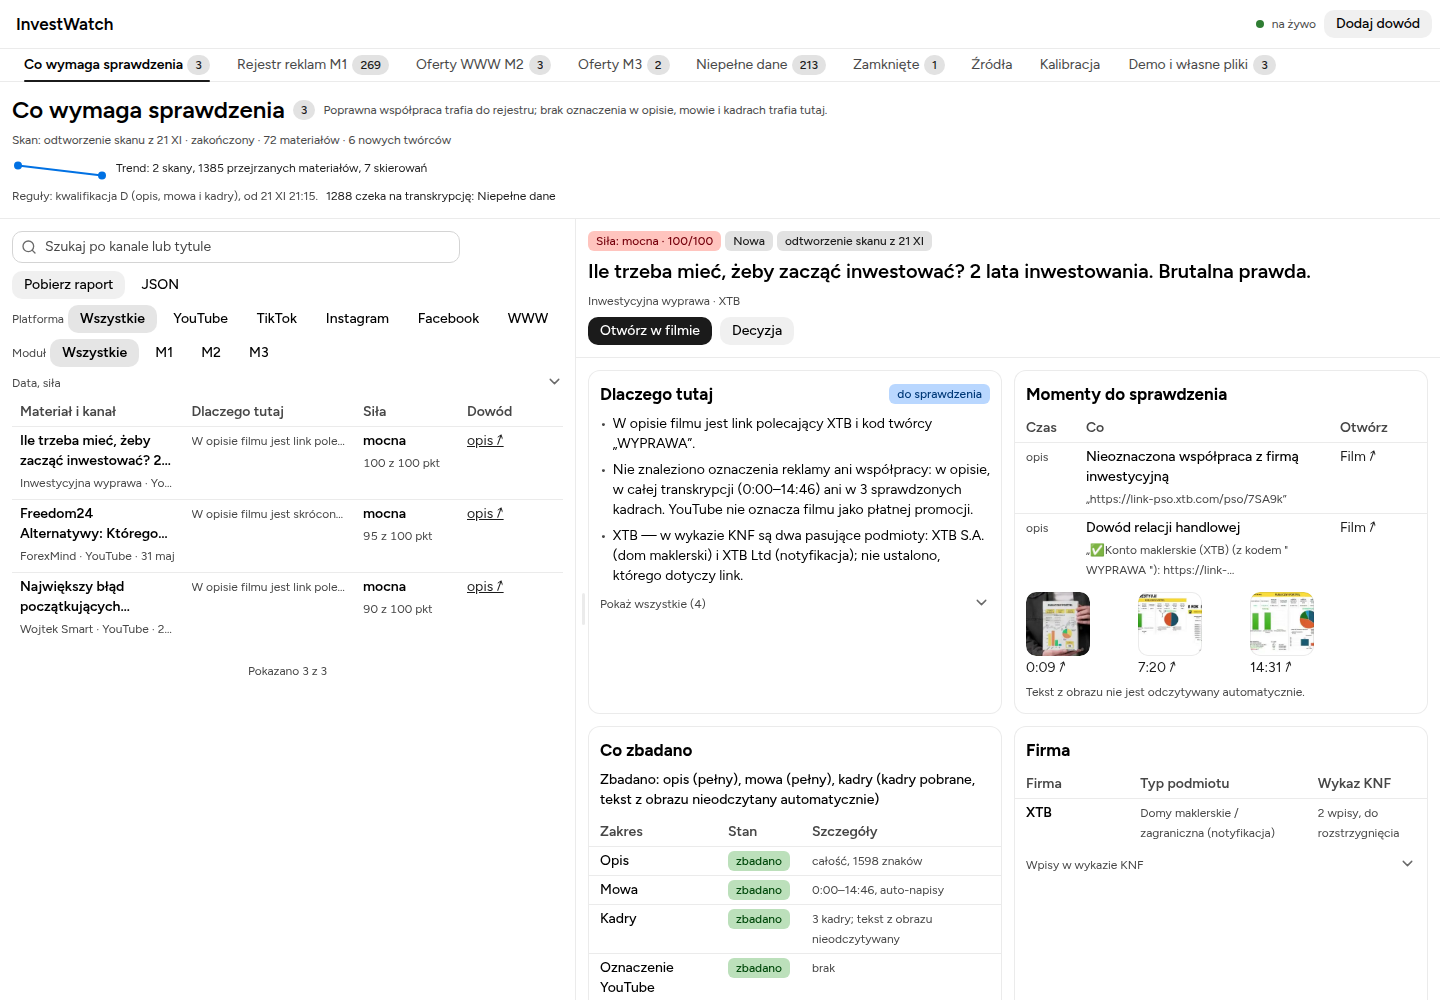 InvestWatch
na żywo
Dodaj dowód
Co wymaga sprawdzenia 3
Rejestr reklam M1 269
Oferty WWW M2 3
Oferty M3 2
Niepełne dane 213
Zamknięte 1
Źródła
Kalibracja
Demo i własne pliki 3
Co wymaga sprawdzenia 3 Poprawna współpraca trafia do rejestru; brak oznaczenia w opisie, mowie i kadrach trafia tutaj.
Skan: odtworzenie skanu z 21 XI · zakończony · 72 materiałów · 6 nowych twórców
Trend: 2 skany, 1385 przejrzanych materiałów, 7 skierowań
Reguły: kwalifikacja D (opis, mowa i kadry), od 21 XI 21:15. 1288 czeka na transkrypcję: Niepełne dane
Szukaj po kanale lub tytule
Pobierz raport JSON
Platforma Wszystkie YouTube TikTok Instagram Facebook WWW
Moduł Wszystkie M1 M2 M3
Data, siła
Materiał i kanał Dlaczego tutaj Siła Dowód
Ile trzeba mieć, żeby
zacząć inwestować? 2...
Inwestycyjna wyprawa · Yo...
W opisie filmu jest link pole...
mocna
100 z 100 pkt
opis ↗
Freedom24
Alternatywy: Którego...
ForexMind · YouTube · 31 maj
W opisie filmu jest skrócon...
mocna
95 z 100 pkt
opis ↗
Największy błąd
początkujących...
Wojtek Smart · YouTube · 2...
W opisie filmu jest link pole...
mocna
90 z 100 pkt
opis ↗
Pokazano 3 z 3
Siła: mocna · 100/100 Nowa odtworzenie skanu z 21 XI
Ile trzeba mieć, żeby zacząć inwestować? 2 lata inwestowania. Brutalna prawda.
Inwestycyjna wyprawa · XTB
Otwórz w filmie Decyzja
Dlaczego tutaj do sprawdzenia
• W opisie filmu jest link polecający XTB i kod twórcy
„WYPRAWA”.
• Nie znaleziono oznaczenia reklamy ani współpracy: w opisie,
w całej transkrypcji (0:00–14:46) ani w 3 sprawdzonych
kadrach. YouTube nie oznacza filmu jako płatnej promocji.
• XTB — w wykazie KNF są dwa pasujące podmioty: XTB S.A.
(dom maklerski) i XTB Ltd (notyfikacja); nie ustalono,
którego dotyczy link.
Pokaż wszystkie (4)
Momenty do sprawdzenia
Czas Co Otwórz
opis Nieoznaczona współpraca z firmą Film ↗
inwestycyjną
„https://link-pso.xtb.com/pso/7SA9k”
opis Dowód relacji handlowej Film ↗
„✅Konto maklerskie (XTB) (z kodem "
WYPRAWA "): https://link-...
0:09 ↗ 7:20 ↗ 14:31 ↗
Tekst z obrazu nie jest odczytywany automatycznie.
Co zbadano
Zbadano: opis (pełny), mowa (pełny), kadry (kadry pobrane,
tekst z obrazu nieodczytany automatycznie)
Zakres Stan Szczegóły
Opis zbadano całość, 1598 znaków
Mowa zbadano 0:00–14:46, auto-napisy
Kadry zbadano 3 kadry; tekst z obrazu
nieodczytywany
Oznaczenie zbadano brak
YouTube
Firma
Firma Typ podmiotu Wykaz KNF
XTB Domy maklerskie / 2 wpisy, do
zagraniczna (notyfikacja) rozstrzygnięcia
Wpisy w wykazie KNF